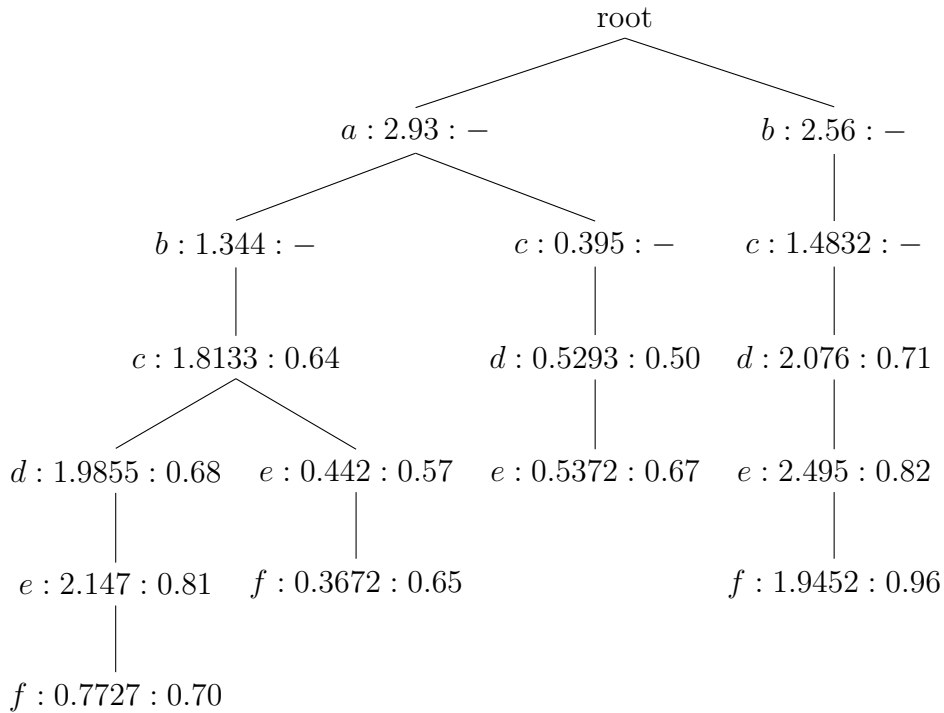 root
a : 2.93 : −
b : 2.56 : −
b : 1.344 : −
c : 0.395 : −
c : 1.4832 : −
c : 1.8133 : 0.64
d : 0.5293 : 0.50
d : 2.076 : 0.71
d : 1.9855 : 0.68
e : 0.442 : 0.57
e : 0.5372 : 0.67
e : 2.495 : 0.82
e : 2.147 : 0.81
f : 0.3672 : 0.65
f : 1.9452 : 0.96
f : 0.7727 : 0.70